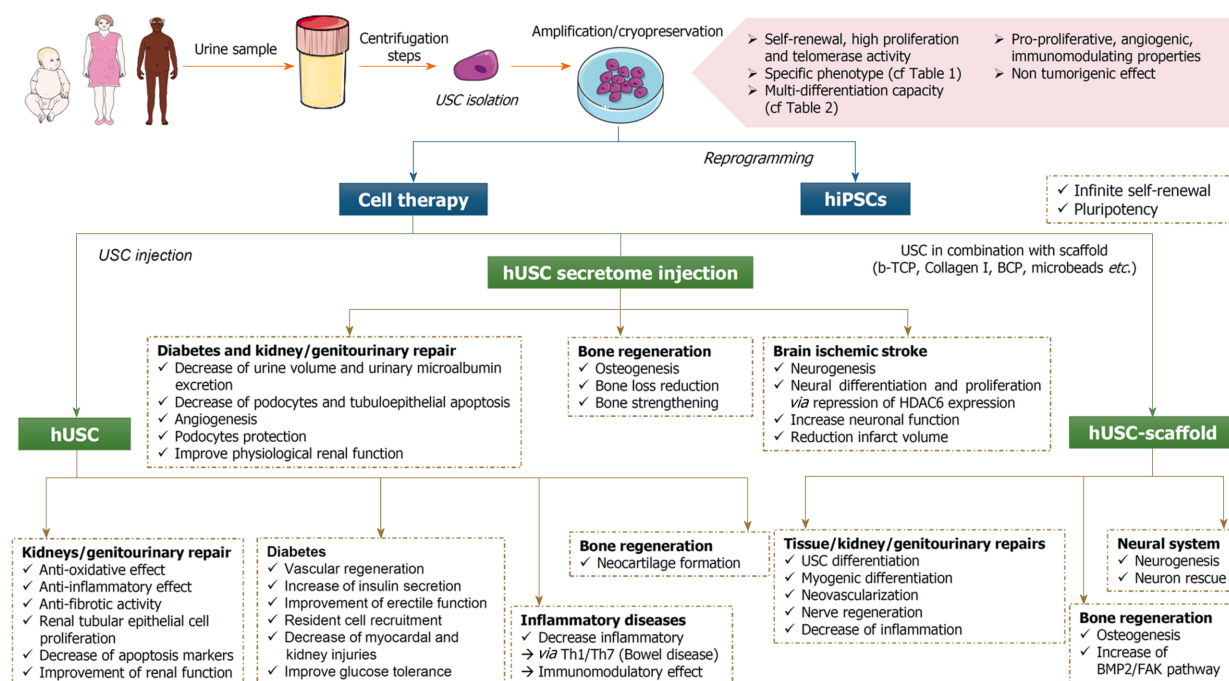 Urine sample
Centrifugation
steps
USC isolation
Amplification/cryopreservation
➢ Self-renewal, high proliferation
and telomerase activity
➢ Specific phenotype (cf Table 1)
➢ Multi-differentiation capacity
(cf Table 2)
➢ Pro-proliferative, angiogenic,
immunomodulating properties
➢ Non tumorigenic effect
Reprogramming
Cell therapy
hiPSCs
✓ Infinite self-renewal
✓ Pluripotency
USC injection
hUSC secretome injection
USC in combination with scaffold
(b-TCP, Collagen I, BCP, microbeads etc.)
Diabetes and kidney/genitourinary repair
✓ Decrease of urine volume and urinary microalbumin
excretion
✓ Decrease of podocytes and tubuloepithelial apoptosis
✓ Angiogenesis
✓ Podocytes protection
✓ Improve physiological renal function
Bone regeneration
✓ Osteogenesis
✓ Bone loss reduction
✓ Bone strengthening
Brain ischemic stroke
✓ Neurogenesis
✓ Neural differentiation and proliferation
via repression of HDAC6 expression
✓ Increase neuronal function
✓ Reduction infarct volume
hUSC
hUSC-scaffold
Kidneys/genitourinary repair
✓ Anti-oxidative effect
✓ Anti-inflammatory effect
✓ Anti-fibrotic activity
✓ Renal tubular epithelial cell
proliferation
✓ Decrease of apoptosis markers
✓ Improvement of renal function
Diabetes
✓ Vascular regeneration
✓ Increase of insulin secretion
✓ Improvement of erectile function
✓ Resident cell recruitment
✓ Decrease of myocardal and
kidney injuries
✓ Improve glucose tolerance
Inflammatory diseases
✓ Decrease inflammatory
→ via Th1/Th7 (Bowel disease)
→ Immunomodulatory effect
Bone regeneration
✓ Neocartilage formation
Tissue/kidney/genitourinary repairs
✓ USC differentiation
✓ Myogenic differentiation
✓ Neovascularization
✓ Nerve regeneration
✓ Decrease of inflammation
Neural system
✓ Neurogenesis
✓ Neuron rescue
Bone regeneration
✓ Osteogenesis
✓ Increase of
BMP2/FAK pathway